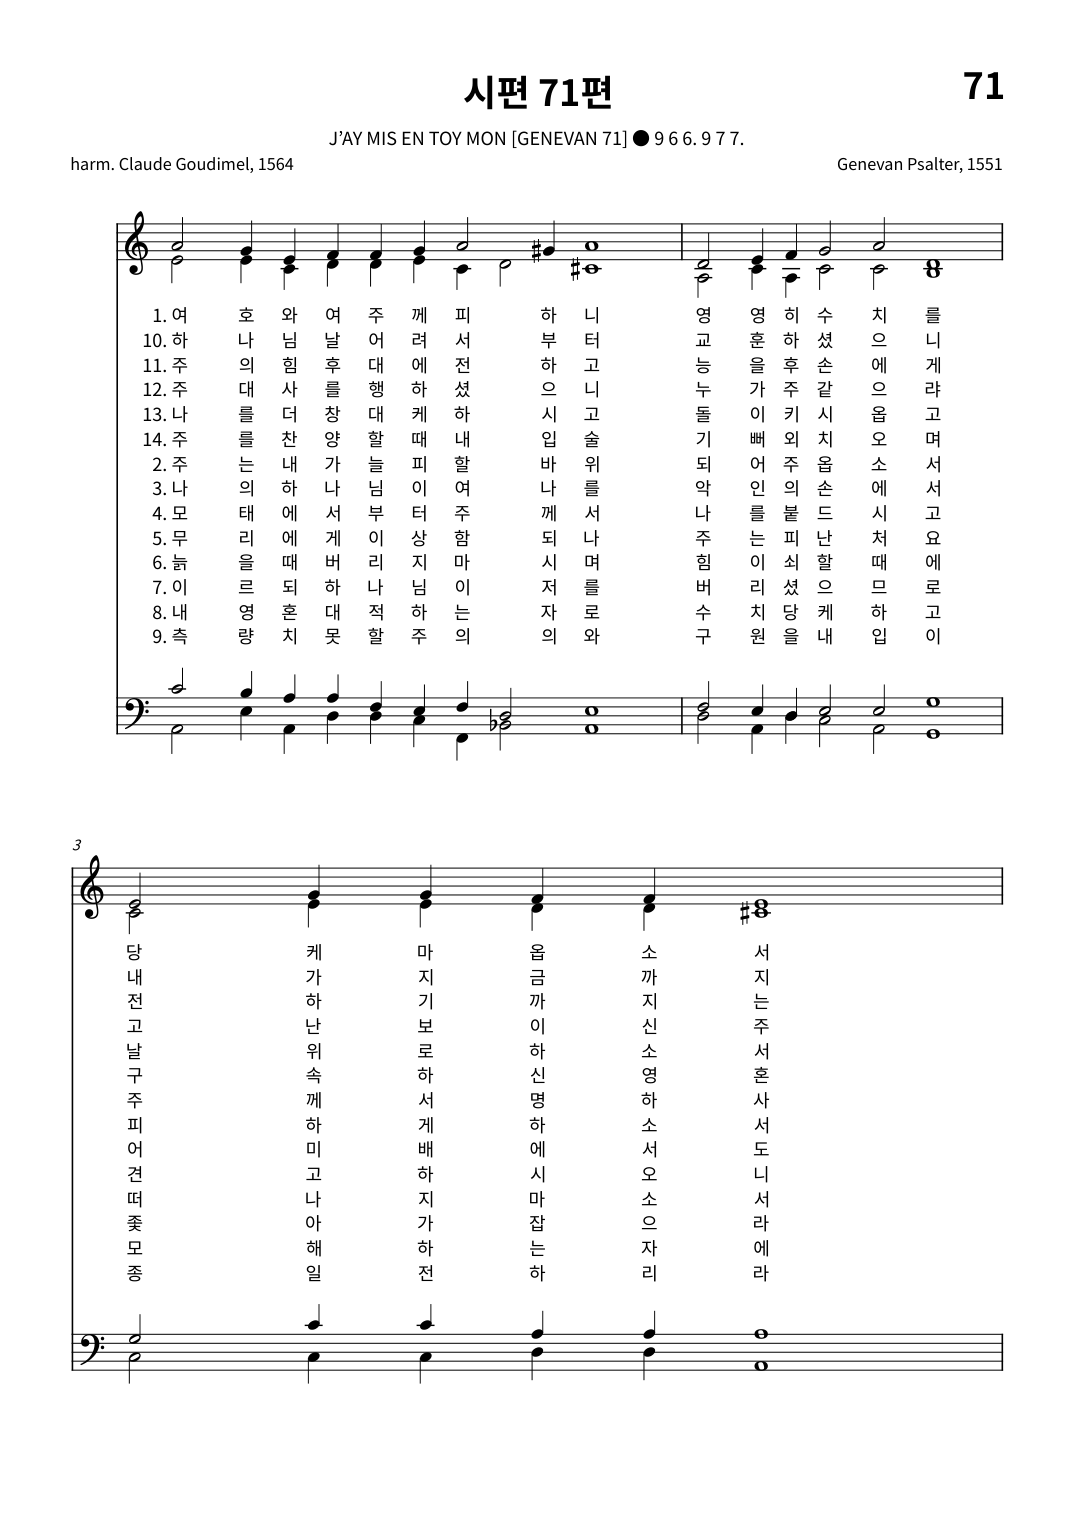 시편 71편
71
J’AY MIS EN TOY MON [GENEVAN 71] ● 9 6 6. 9 7 7.
harm. Claude Goudimel, 1564
Genevan Psalter, 1551
1. 여 호 와 여 주 께 피 하 니 영 영 히 수 치 를
10. 하 나 님 날 어 려 서 부 터 교 훈 하 셨 으 니
11. 주 의 힘 후 대 에 전 하 고 능 을 후 손 에 게
12. 주 대 사 를 행 하 셨 으 니 누 가 주 같 으 랴
13. 나 를 더 창 대 케 하 시 고 돌 이 키 시 옵 고
14. 주 를 찬 양 할 때 내 입 술 기 뻐 외 치 오 며
2. 주 는 내 가 늘 피 할 바 위 되 어 주 옵 소 서
3. 나 의 하 나 님 이 여 나 를 악 인 의 손 에 서
4. 모 태 에 서 부 터 주 께 서 나 를 붙 드 시 고
5. 무 리 에 게 이 상 함 되 나 주 는 피 난 처 요
6. 늙 을 때 버 리 지 마 시 며 힘 이 쇠 할 때 에
7. 이 르 되 하 나 님 이 저 를 버 리 셨 으 므 로
8. 내 영 혼 대 적 하 는 자 로 수 치 당 케 하 고
9. 측 량 치 못 할 주 의 의 와 구 원 을 내 입 이
3
당 케 마 옵 소 서
내 가 지 금 까 지
전 하 기 까 지 는
고 난 보 이 신 주
날 위 로 하 소 서
구 속 하 신 영 혼
주 께 서 명 하 사
피 하 게 하 소 서
어 미 배 에 서 도
견 고 하 시 오 니
떠 나 지 마 소 서
좇 아 가 잡 으 라
모 해 하 는 자 에
종 일 전 하 리 라